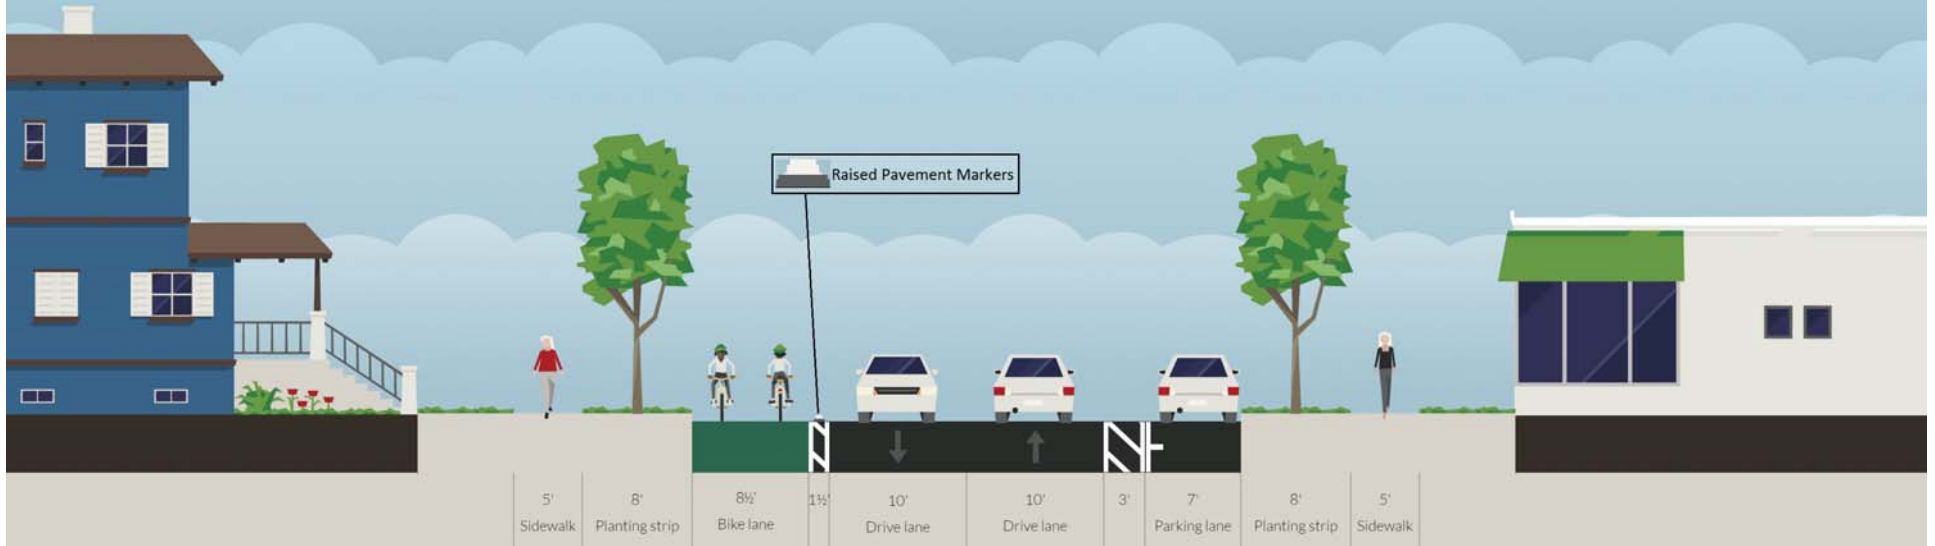 Raised Pavement Markers
5'
Sidewalk
8'
Planting strip
8½'
Bike lane
1½'
10'
Drive lane
10'
Drive lane
3'
7'
Parking lane
8'
Planting strip
5'
Sidewalk